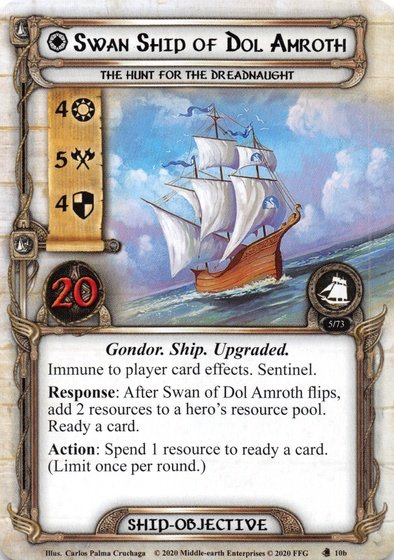 Swan Ship of Dol Amroth
The Hunt for the Dreadnaught
4
5
4
20
5/73
Gondor. Ship. Upgraded.
Immune to player card effects. Sentinel.
Response: After Swan of Dol Amroth flips,
add 2 resources to a hero's resource pool.
Ready a card.
Action: Spend 1 resource to ready a card.
(Limit once per round.)
Ship-Objective
Illus. Carlos Palma Cruchaga © 2020 Middle-earth Enterprises © 2020 FFG 10b